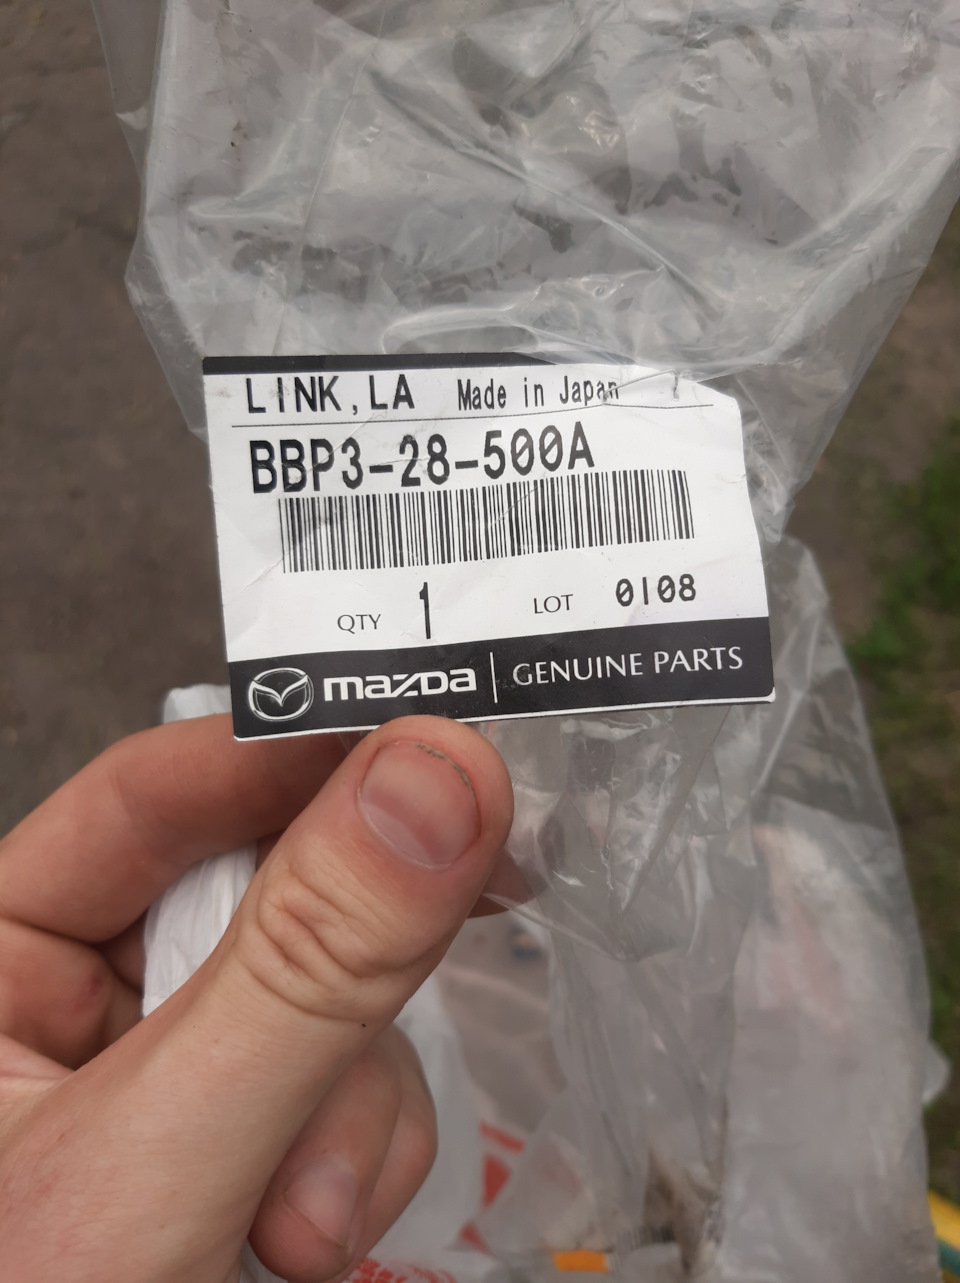 LINK,LA Made in Japan
BBP3-28-500A
QTY 1 LOT 0108
mazda GENUINE PARTS